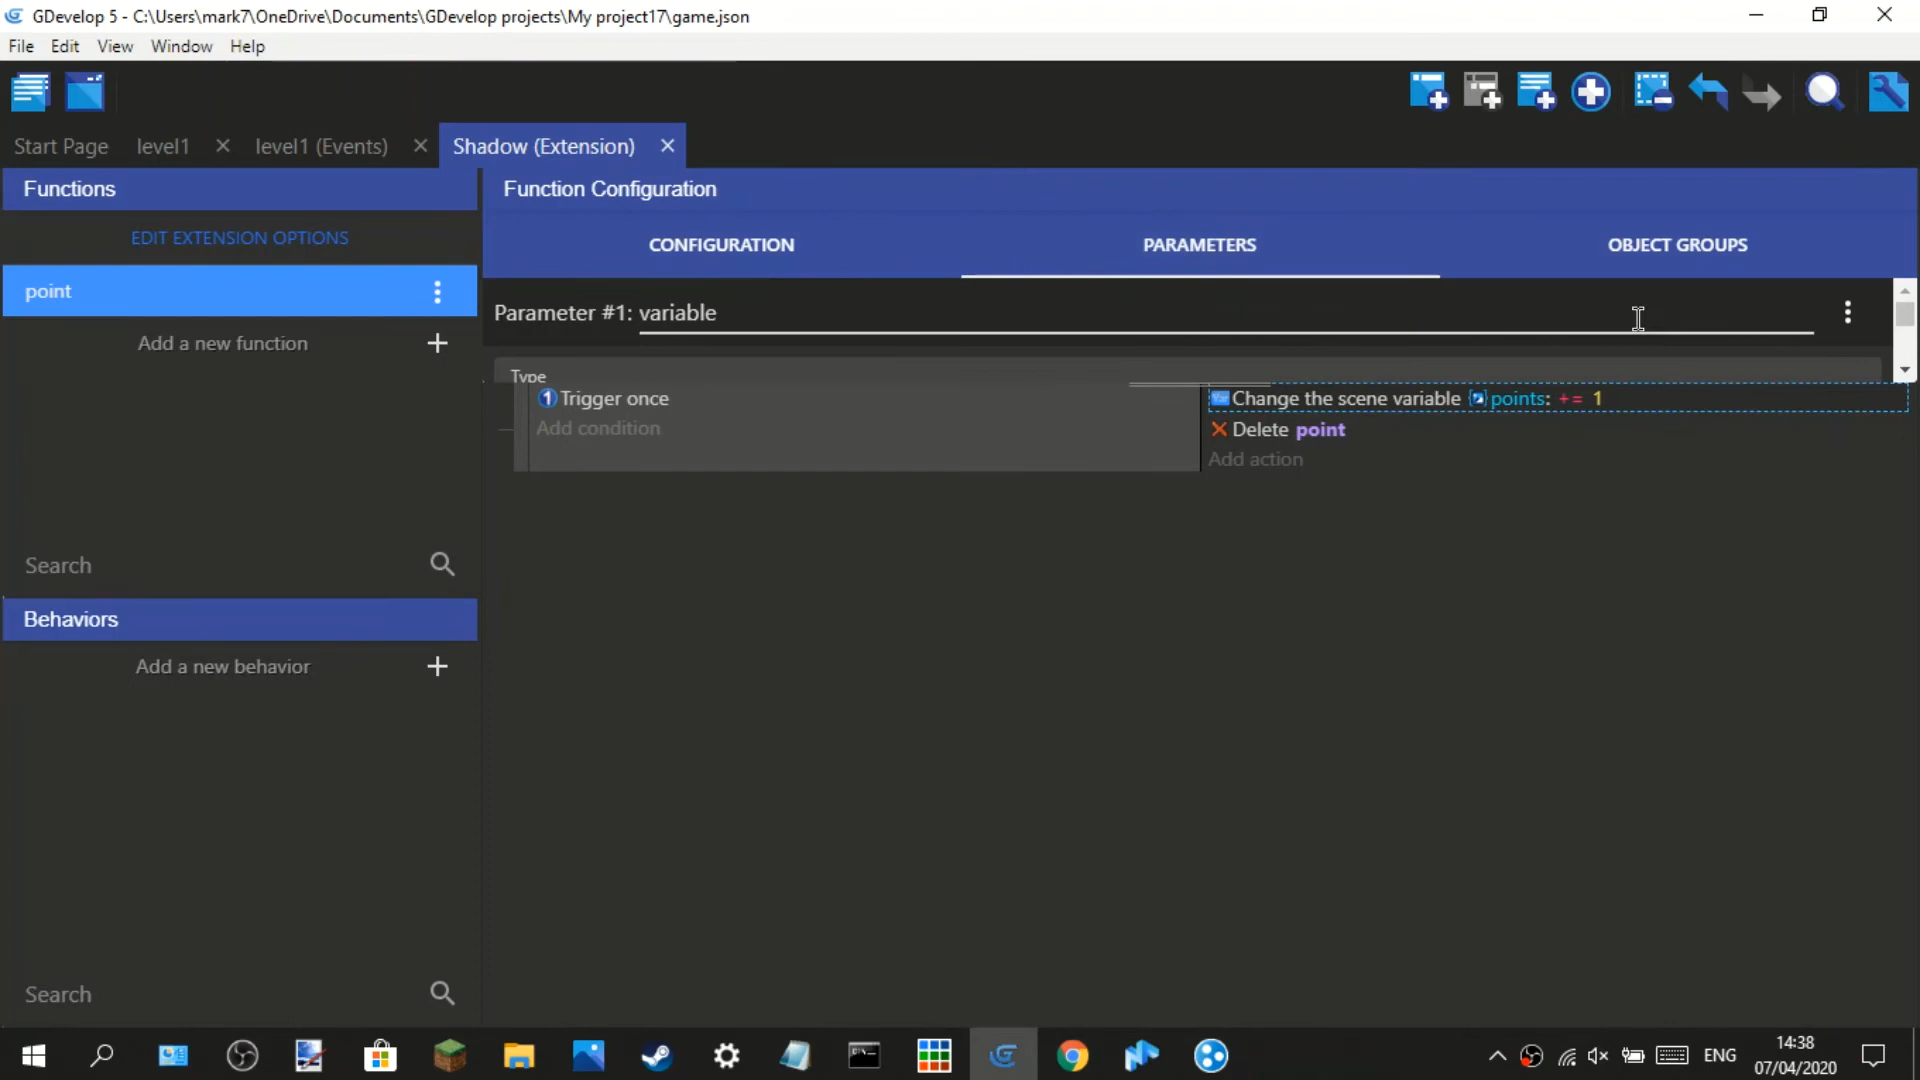 GDevelop 5 - C:\Users\mark7\OneDrive\Documents\GDevelop projects\My project17\game.json
File Edit View Window Help
Start Page level1 level1 (Events) Shadow (Extension)
Functions
Function Configuration
EDIT EXTENSION OPTIONS
CONFIGURATION PARAMETERS OBJECT GROUPS
point
Parameter #1: variable
Add a new function
Type
Trigger once
Change the scene variable points: += 1
Add condition
Delete point
Add action
Search
Behaviors
Add a new behavior
Search
ENG
14:38
07/04/2020